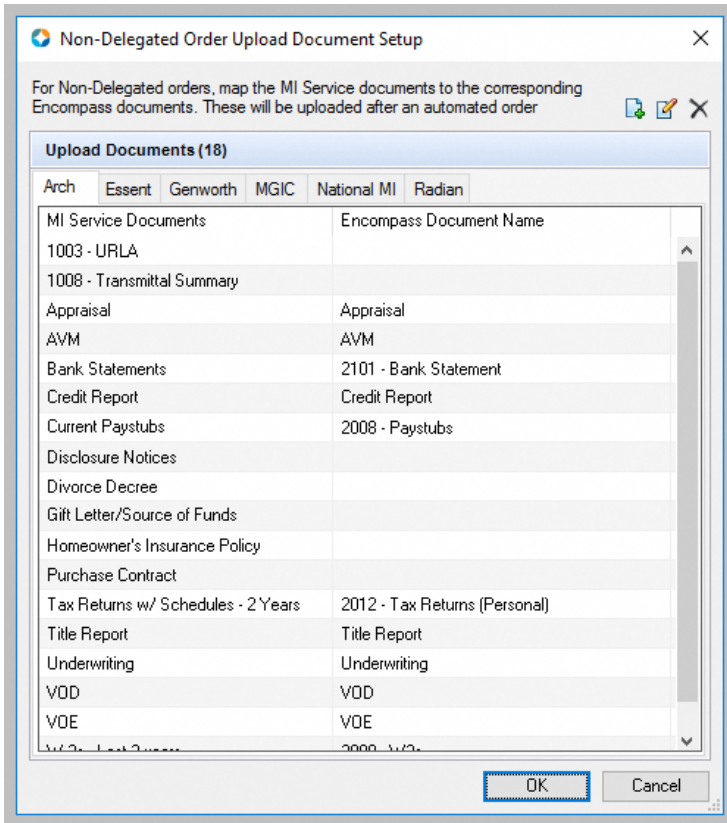 Non-Delegated Order Upload Document Setup
For Non-Delegated orders, map the MI Service documents to the corresponding
Encompass documents. These will be uploaded after an automated order
Upload Documents (18)
Arch Essent Genworth MGIC National MI Radian
MI Service Documents Encompass Document Name
1003 - URLA
1008 - Transmittal Summary
Appraisal Appraisal
AVM AVM
Bank Statements 2101 - Bank Statement
Credit Report Credit Report
Current Paystubs 2008 - Paystubs
Disclosure Notices
Divorce Decree
Gift Letter/Source of Funds
Homeowner's Insurance Policy
Purchase Contract
Tax Returns w/ Schedules - 2 Years 2012 - Tax Returns (Personal)
Title Report Title Report
Underwriting Underwriting
VOD VOD
VOE VOE
OK Cancel